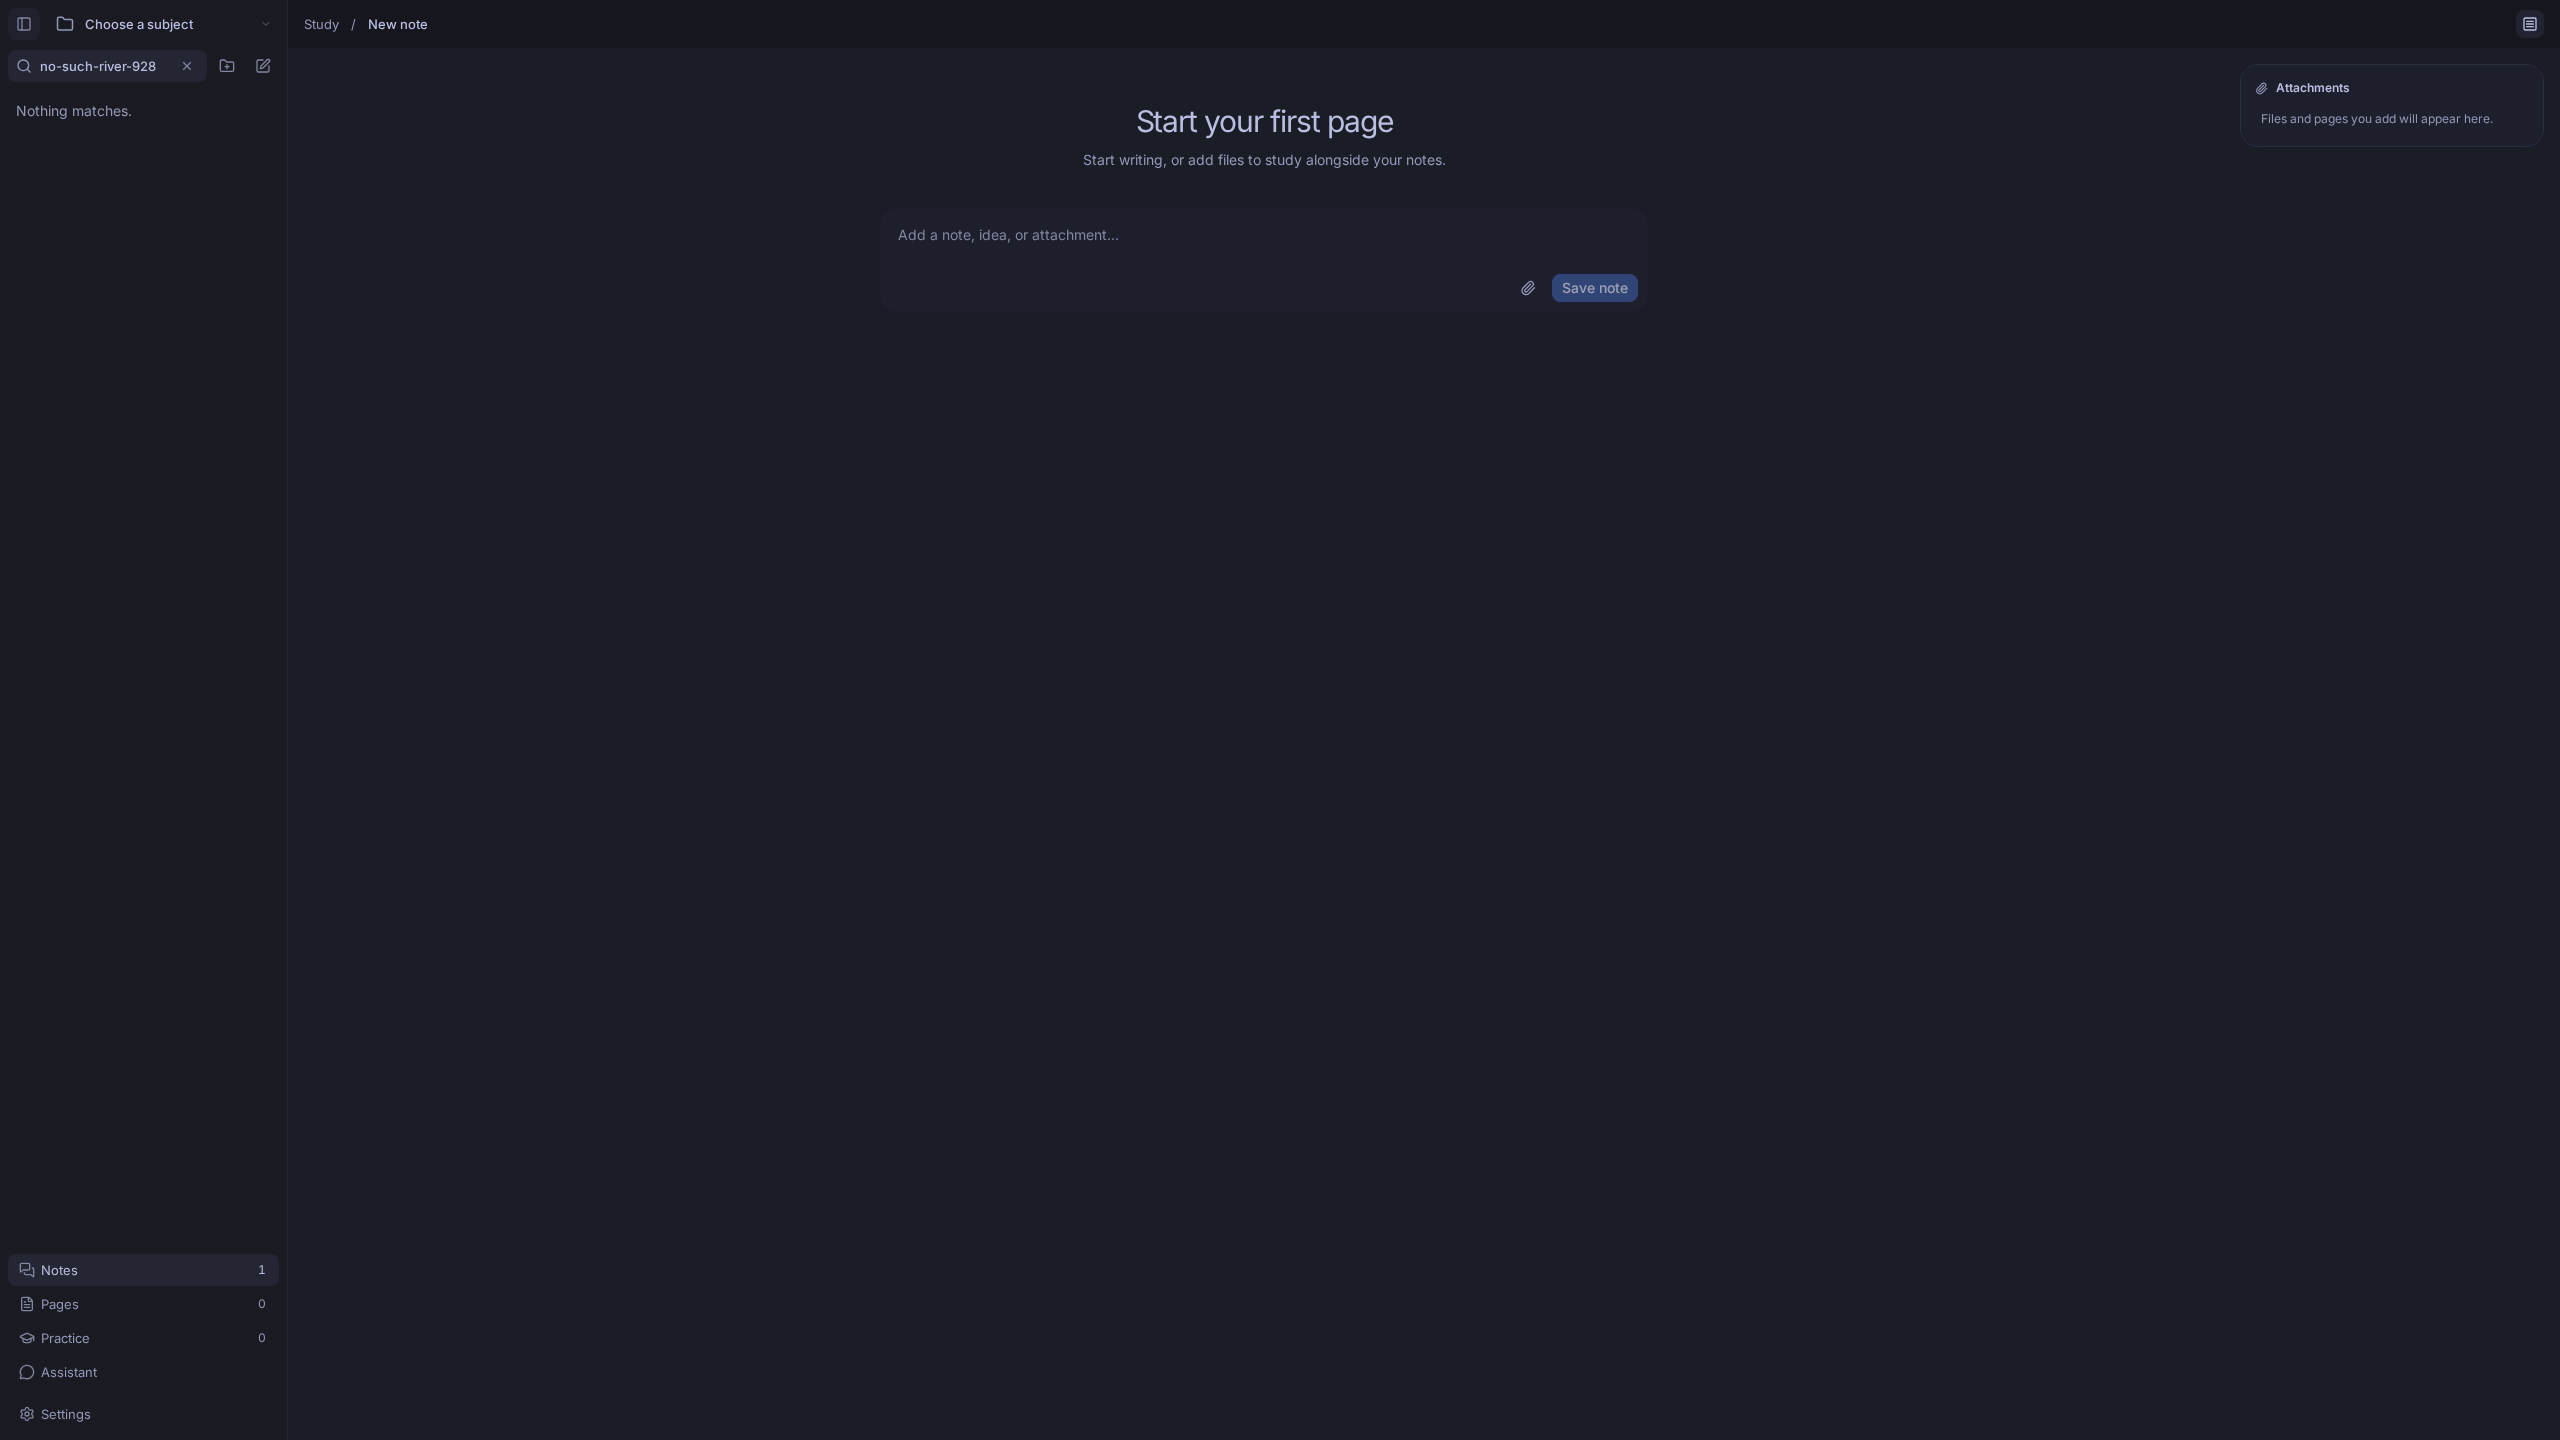 Choose a subject
Study / New note
no-such-river-928
Nothing matches.
Attachments
Files and pages you add will appear here.
Start your first page
Start writing, or add files to study alongside your notes.
Add a note, idea, or attachment...
Save note
Notes 1
Pages 0
Practice 0
Assistant
Settings